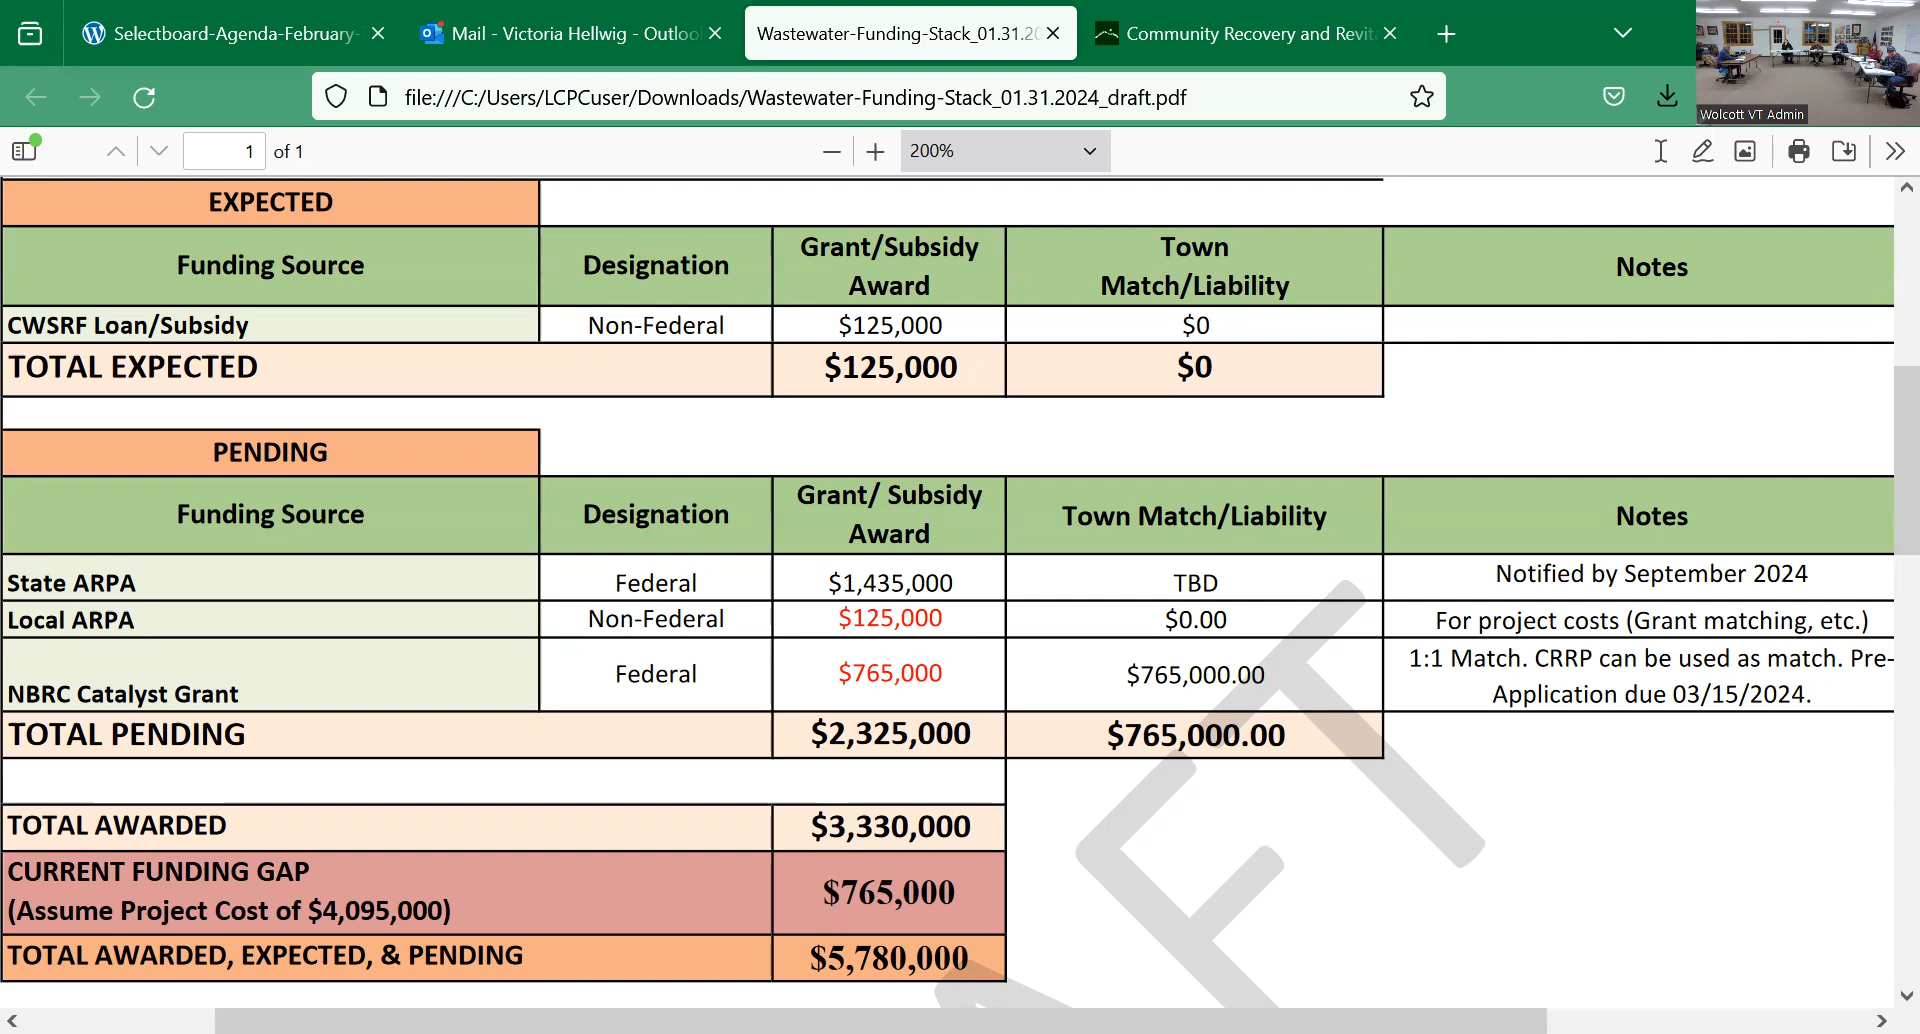 Selectboard-Agenda-February-
Mail - Victoria Hellwig - Outloo
Wastewater-Funding-Stack_01.31.20
Community Recovery and Revit
file:///C:/Users/LCPCuser/Downloads/Wastewater-Funding-Stack_01.31.2024_draft.pdf
Wolcott VT Admin
1 of 1
200%
EXPECTED
Funding Source
Designation
Grant/Subsidy
Award
Town
Match/Liability
Notes
CWSRF Loan/Subsidy Non-Federal $125,000 $0
TOTAL EXPECTED $125,000 $0
PENDING
Funding Source
Designation
Grant/ Subsidy
Award
Town Match/Liability
Notes
State ARPA Federal $1,435,000 TBD Notified by September 2024
Local ARPA Non-Federal $125,000 $0.00 For project costs (Grant matching, etc.)
NBRC Catalyst Grant Federal $765,000 $765,000.00
1:1 Match. CRRP can be used as match. Pre-
Application due 03/15/2024.
TOTAL PENDING $2,325,000 $765,000.00
TOTAL AWARDED $3,330,000
CURRENT FUNDING GAP
(Assume Project Cost of $4,095,000)
$765,000
TOTAL AWARDED, EXPECTED, & PENDING $5,780,000